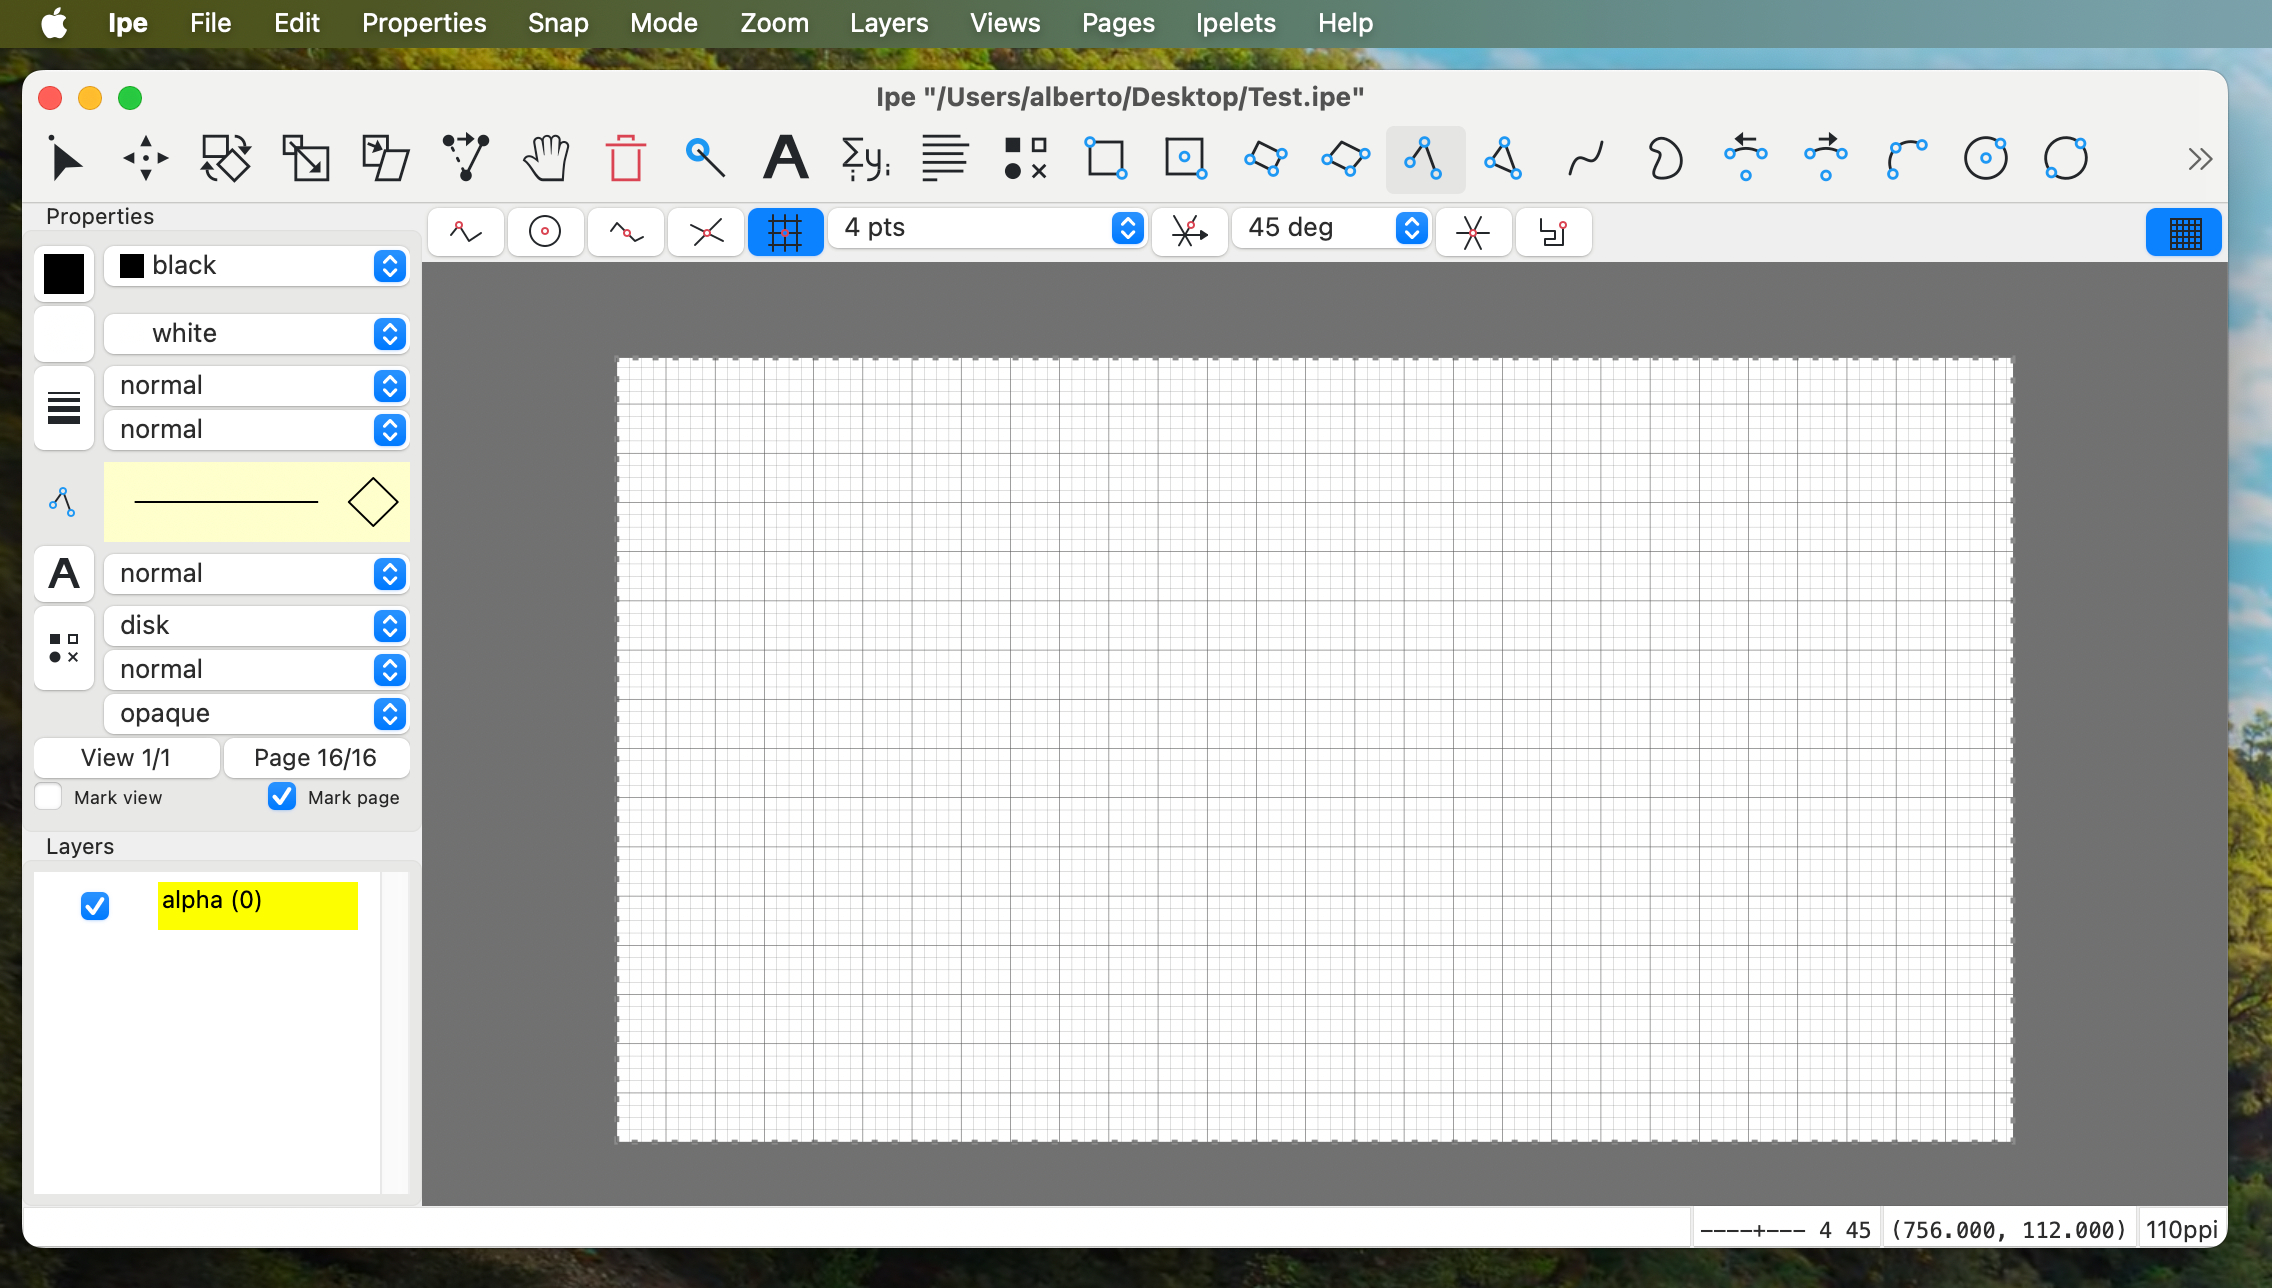 Ipe File Edit Properties Snap Mode Zoom Layers Views Pages Ipelets Help
Ipe "/Users/alberto/Desktop/Test.ipe"
Properties
4 pts
45 deg
black
white
normal
normal
normal
disk
normal
opaque
View 1/1 Page 16/16
Mark view Mark page
Layers
alpha (0)
----+--- 4 45 (756.000, 112.000) 110ppi